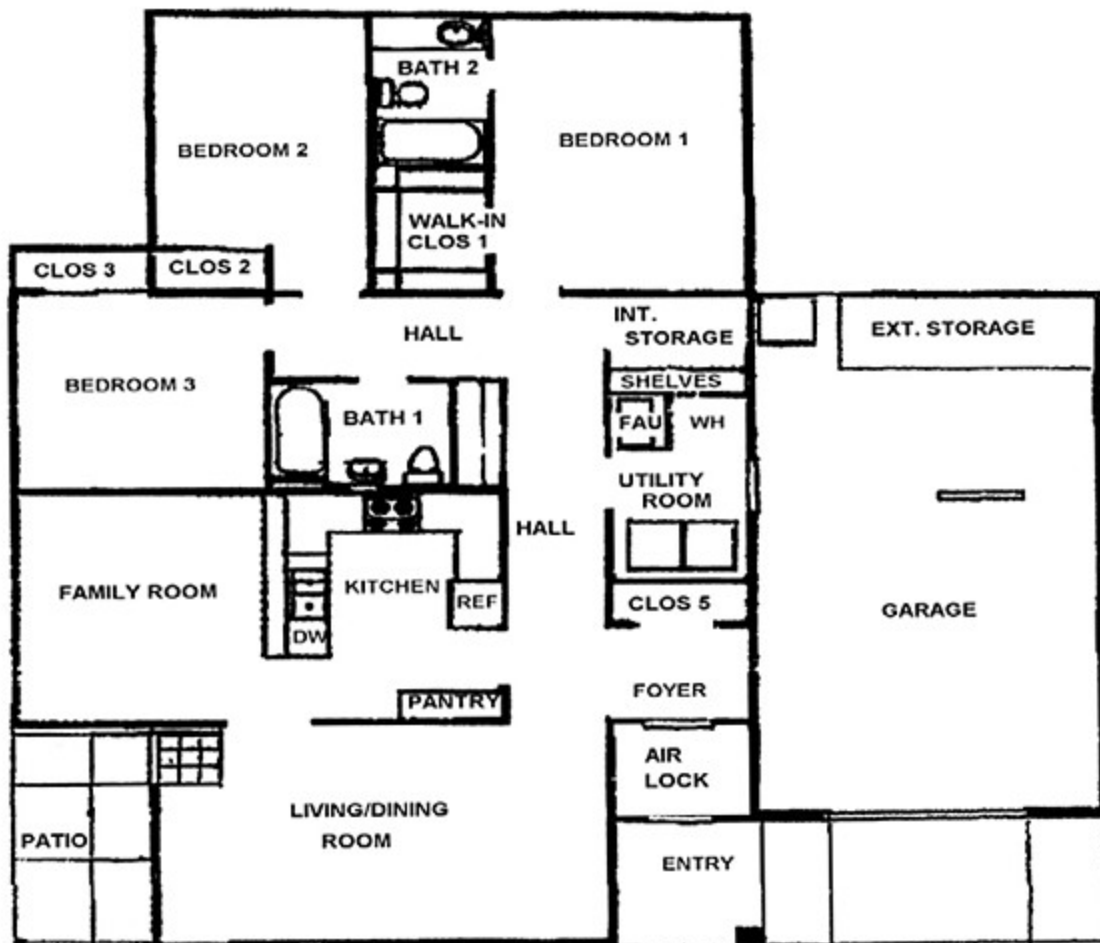 BATH 2
BEDROOM 2
BEDROOM 1
WALK-IN
CLOS 1
CLOS 3
CLOS 2
INT.
STORAGE
EXT. STORAGE
HALL
BEDROOM 3
SHELVES
BATH 1
FAU
WH
UTILITY
ROOM
HALL
FAMILY ROOM
KITCHEN
REF
CLOS 5
GARAGE
DW
FOYER
PANTRY
AIR
LOCK
LIVING/DINING
ROOM
PATIO
ENTRY